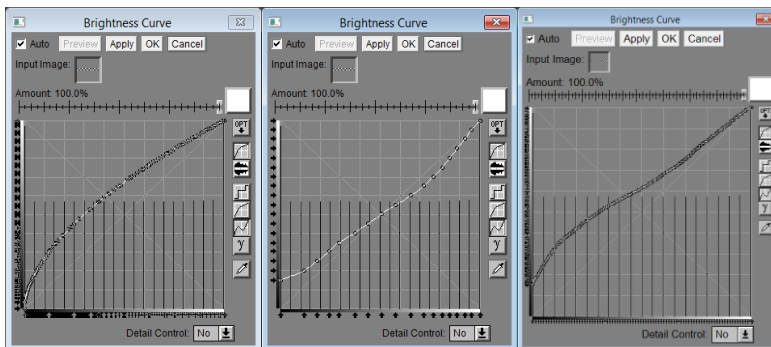 Brightness Curve
Auto Preview Apply OK Cancel
Input Image:
Amount: 100.0%
OPT
γ
Detail Control: No
Brightness Curve
Auto Preview Apply OK Cancel
Input Image:
Amount: 100.0%
OPT
γ
Detail Control: No
Brightness Curve
Auto Preview Apply OK Cancel
Input Image:
Amount: 100.0%
OPT
γ
Detail Control: No